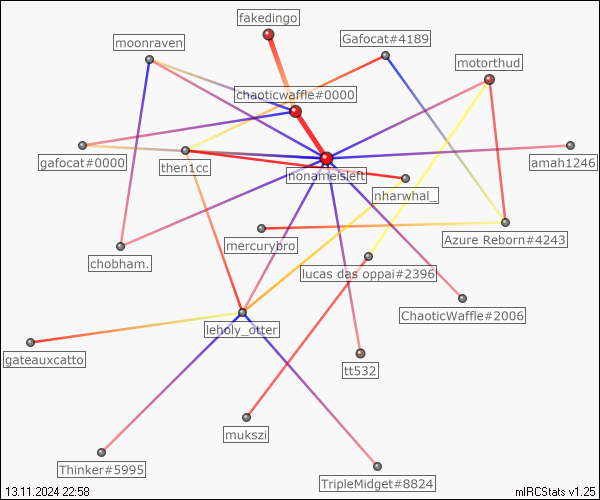 fakedingo
Gafocat#4189
moonraven
motorthud
chaoticwaffle#0000
gafocat#0000
then1cc
amah1246
nonameisleft
nharwhal_
mercurybro
Azure Reborn#4243
chobham.
lucas das oppai#2396
ChaoticWaffle#2006
leholy_otter
gateauxcatto
tt532
mukszi
Thinker#5995
TripleMidget#8824
13.11.2024 22:58
mIRCStats v1.25